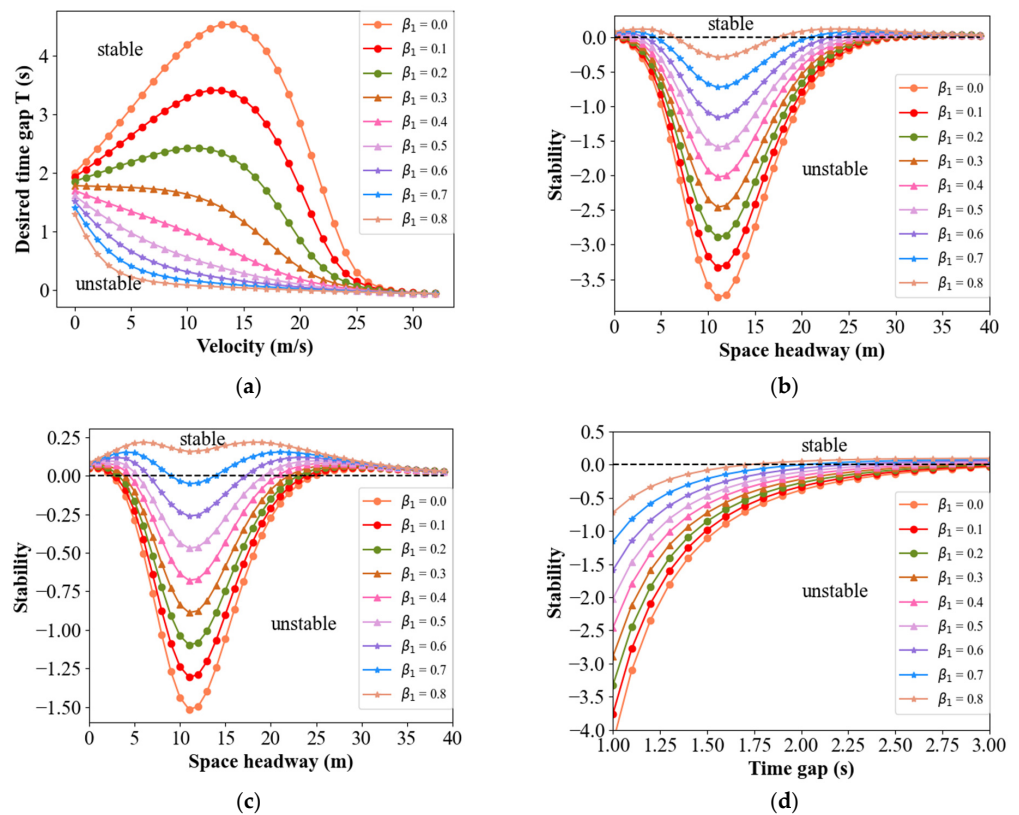 stable
unstable
Desired time gap T (s)
4
3
2
1
0
0 5 10 15 20 25 30
Velocity (m/s)
β₁ = 0.0
β₁ = 0.1
β₁ = 0.2
β₁ = 0.3
β₁ = 0.4
β₁ = 0.5
β₁ = 0.6
β₁ = 0.7
β₁ = 0.8
(a)
stable
unstable
Stability
0.0
−0.5
−1.0
−1.5
−2.0
−2.5
−3.0
−3.5
0 5 10 15 20 25 30 35 40
Space headway (m)
β₁ = 0.0
β₁ = 0.1
β₁ = 0.2
β₁ = 0.3
β₁ = 0.4
β₁ = 0.5
β₁ = 0.6
β₁ = 0.7
β₁ = 0.8
(b)
stable
unstable
Stability
0.25
0.00
−0.25
−0.50
−0.75
−1.00
−1.25
−1.50
0 5 10 15 20 25 30 35 40
Space headway (m)
β₁ = 0.0
β₁ = 0.1
β₁ = 0.2
β₁ = 0.3
β₁ = 0.4
β₁ = 0.5
β₁ = 0.6
β₁ = 0.7
β₁ = 0.8
(c)
stable
unstable
Stability
0.5
0.0
−0.5
−1.0
−1.5
−2.0
−2.5
−3.0
−3.5
−4.0
1.00 1.25 1.50 1.75 2.00 2.25 2.50 2.75 3.00
Time gap (s)
β₁ = 0.0
β₁ = 0.1
β₁ = 0.2
β₁ = 0.3
β₁ = 0.4
β₁ = 0.5
β₁ = 0.6
β₁ = 0.7
β₁ = 0.8
(d)